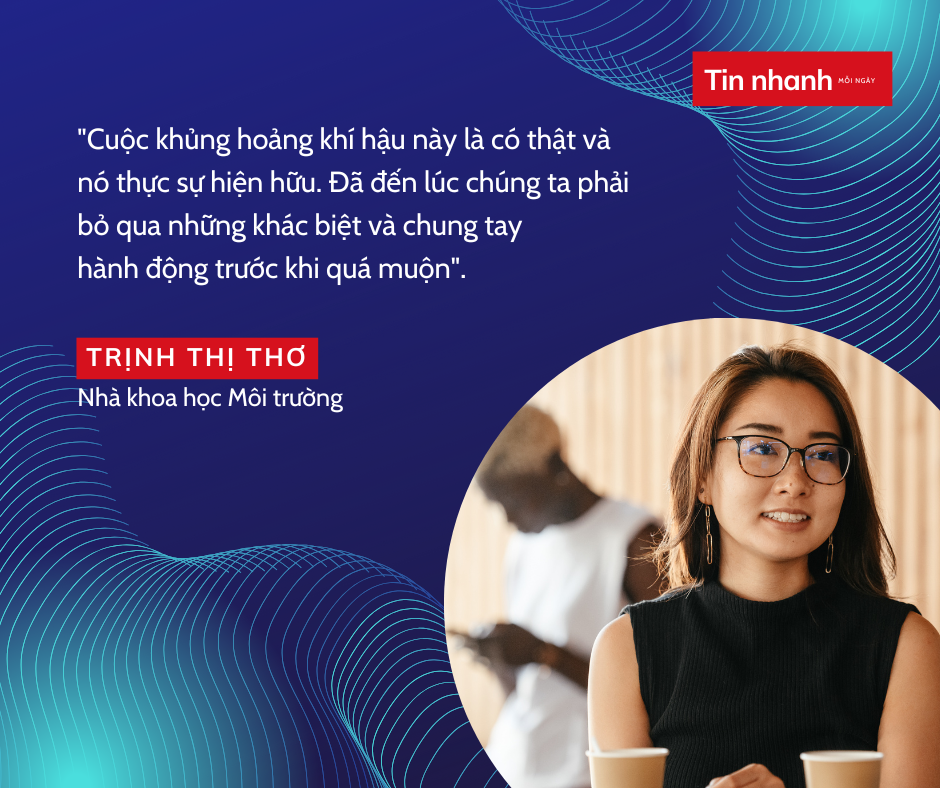 Tin nhanh MỖI NGÀY
"Cuộc khủng hoảng khí hậu này là có thật và
nó thực sự hiện hữu. Đã đến lúc chúng ta phải
bỏ qua những khác biệt và chung tay
hành động trước khi quá muộn".
TRỊNH THỊ THƠ
Nhà khoa học Môi trường